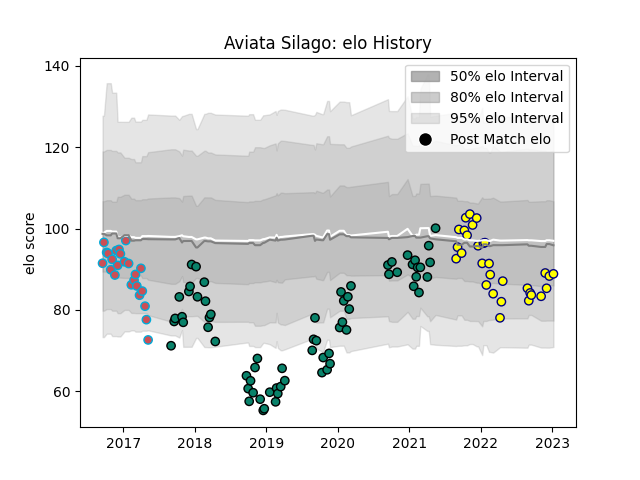 Aviata Silago: elo History
140
120
100
80
60
elo score
50% elo Interval
80% elo Interval
95% elo Interval
Post Match elo
2017 2018 2019 2020 2021 2022 2023